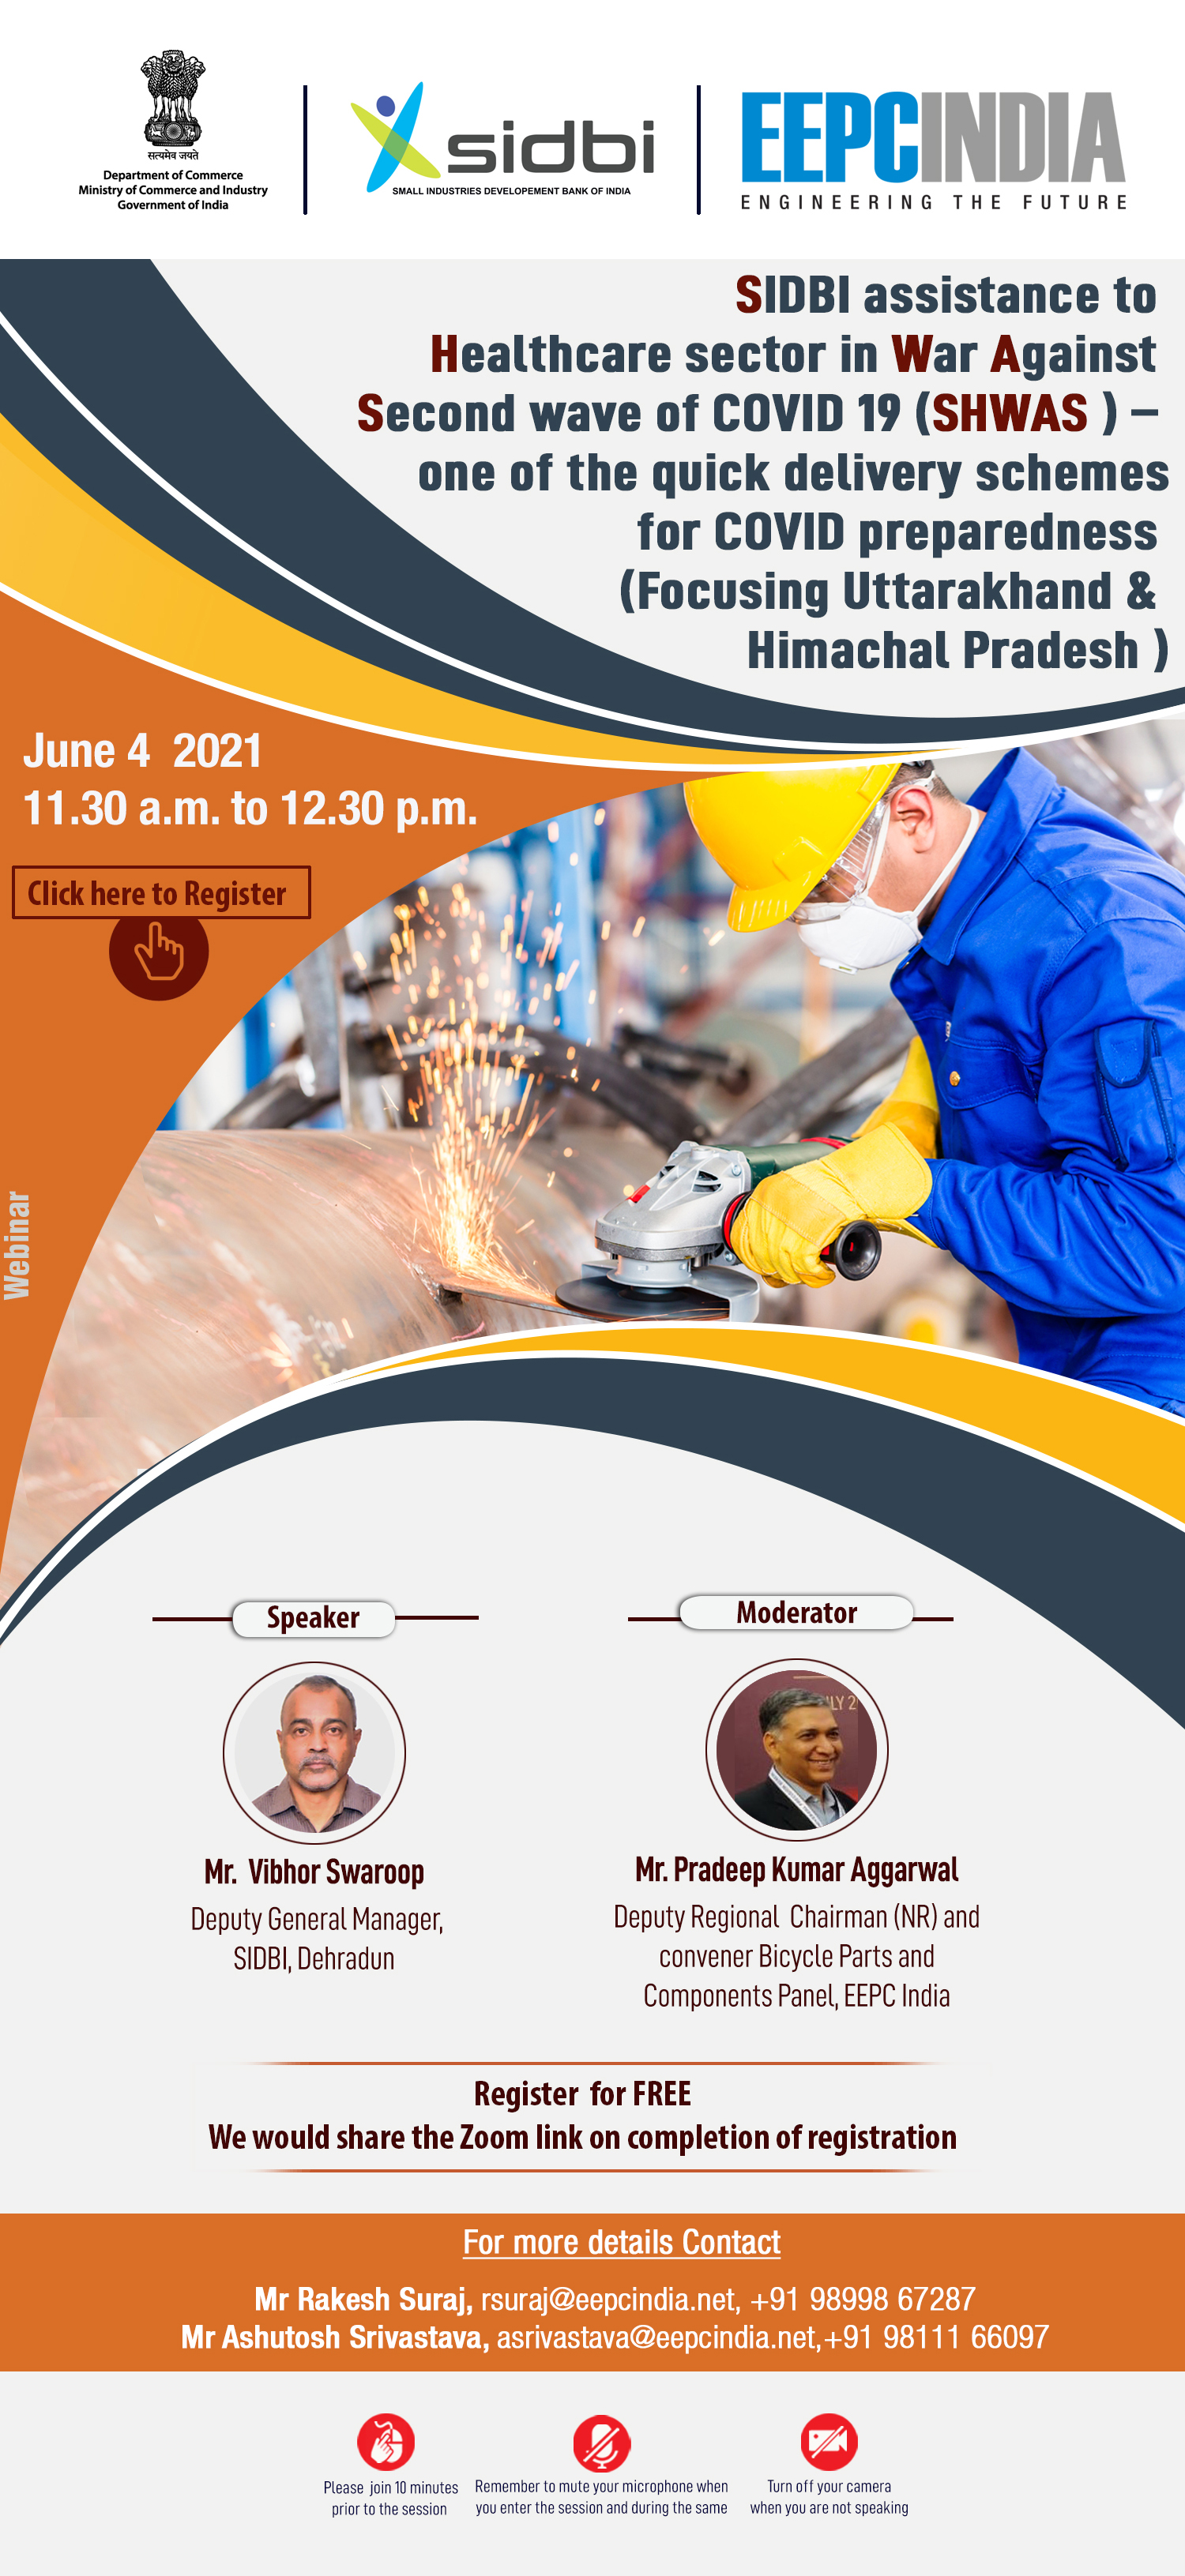 सत्यमेव जयते
Department of Commerce
Ministry of Commerce and Industry
Government of India
sidbi
SMALL INDUSTRIES DEVELOPEMENT BANK OF INDIA
EEPCINDIA
ENGINEERING THE FUTURE
SIDBI assistance to
Healthcare sector in War Against
Second wave of COVID 19 (SHWAS ) –
one of the quick delivery schemes
for COVID preparedness
(Focusing Uttarakhand &
Himachal Pradesh )
June 4 2021
11.30 a.m. to 12.30 p.m.
Click here to Register
Webinar
Speaker
Mr. Vibhor Swaroop
Deputy General Manager,
SIDBI, Dehradun
Moderator
ILY 2
Mr. Pradeep Kumar Aggarwal
Deputy Regional Chairman (NR) and
convener Bicycle Parts and
Components Panel, EEPC India
Register for FREE
We would share the Zoom link on completion of registration
For more details Contact
Mr Rakesh Suraj, rsuraj@eepcindia.net, +91 98998 67287
Mr Ashutosh Srivastava, asrivastava@eepcindia.net,+91 98111 66097
Please join 10 minutes
prior to the session
Remember to mute your microphone when
you enter the session and during the same
Turn off your camera
when you are not speaking